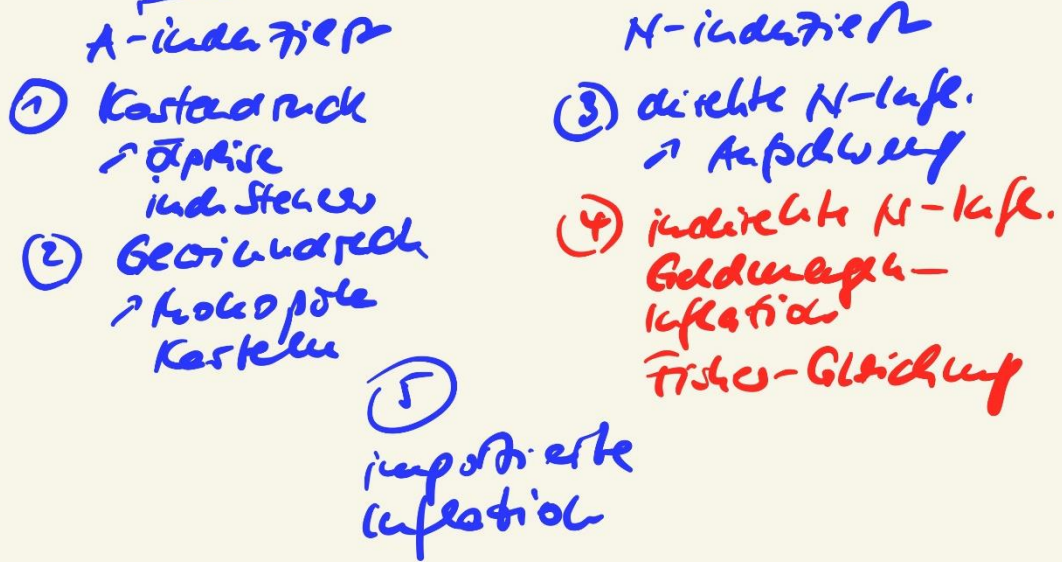 A-induziert
① Kostendruck
↗ Ölpreise
ind. Steuern
② Gewinndruck
↗ Monopole
Kartelle
N-induziert
③ direkte N-Infl.
↗ Aufschwung
④ indirekte N-Infl.
Geldmengen-
inflation
Fisher-Gleichung
⑤
importierte
Inflation